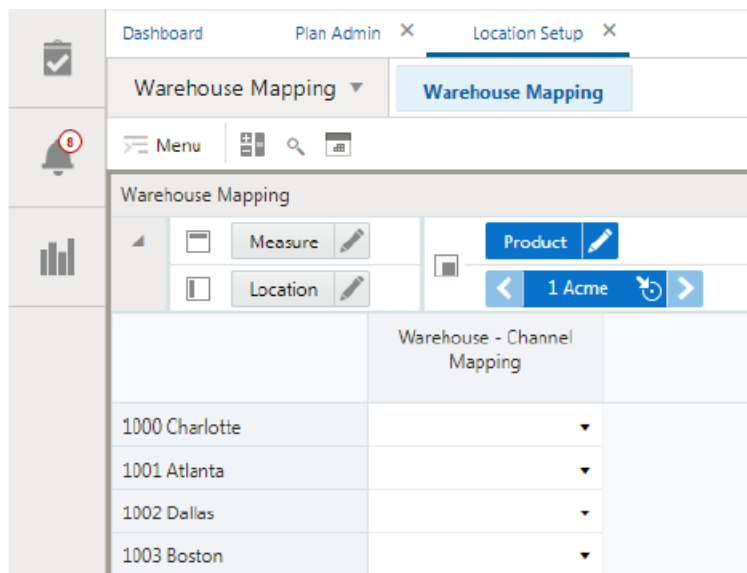 Dashboard Plan Admin Location Setup
Warehouse Mapping Warehouse Mapping
8
Menu
Warehouse Mapping
Measure Product
Location 1 Acme
Warehouse - Channel
Mapping
1000 Charlotte
1001 Atlanta
1002 Dallas
1003 Boston